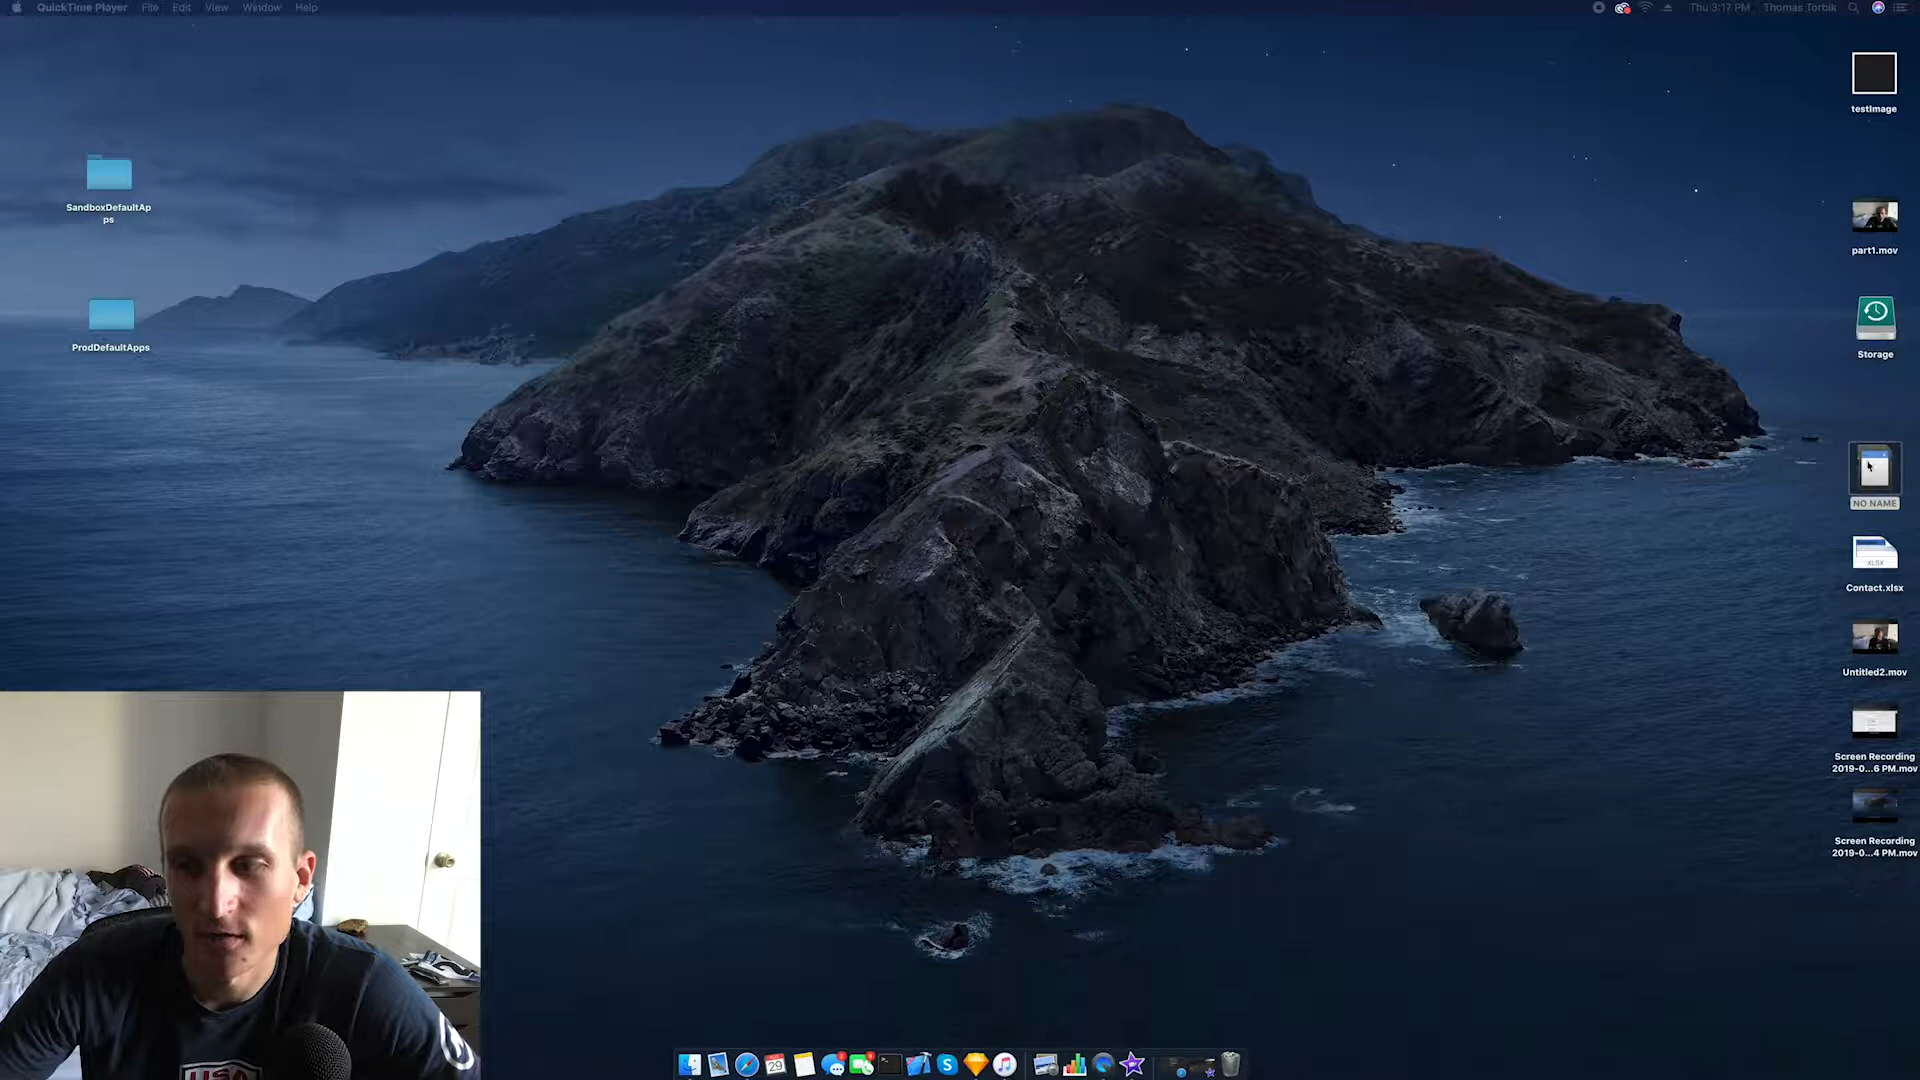 QuickTime Player File Edit View Window Help
Thu 3:17 PM Thomas Torbik
testImage
part1.mov
SandboxDefaultAp
ps
ProdDefaultApps
Storage
NO NAME
XLSX
Contact.xlsx
Untitled2.mov
Screen Recording
2019-0...6 PM.mov
Screen Recording
2019-0...4 PM.mov
USA
29